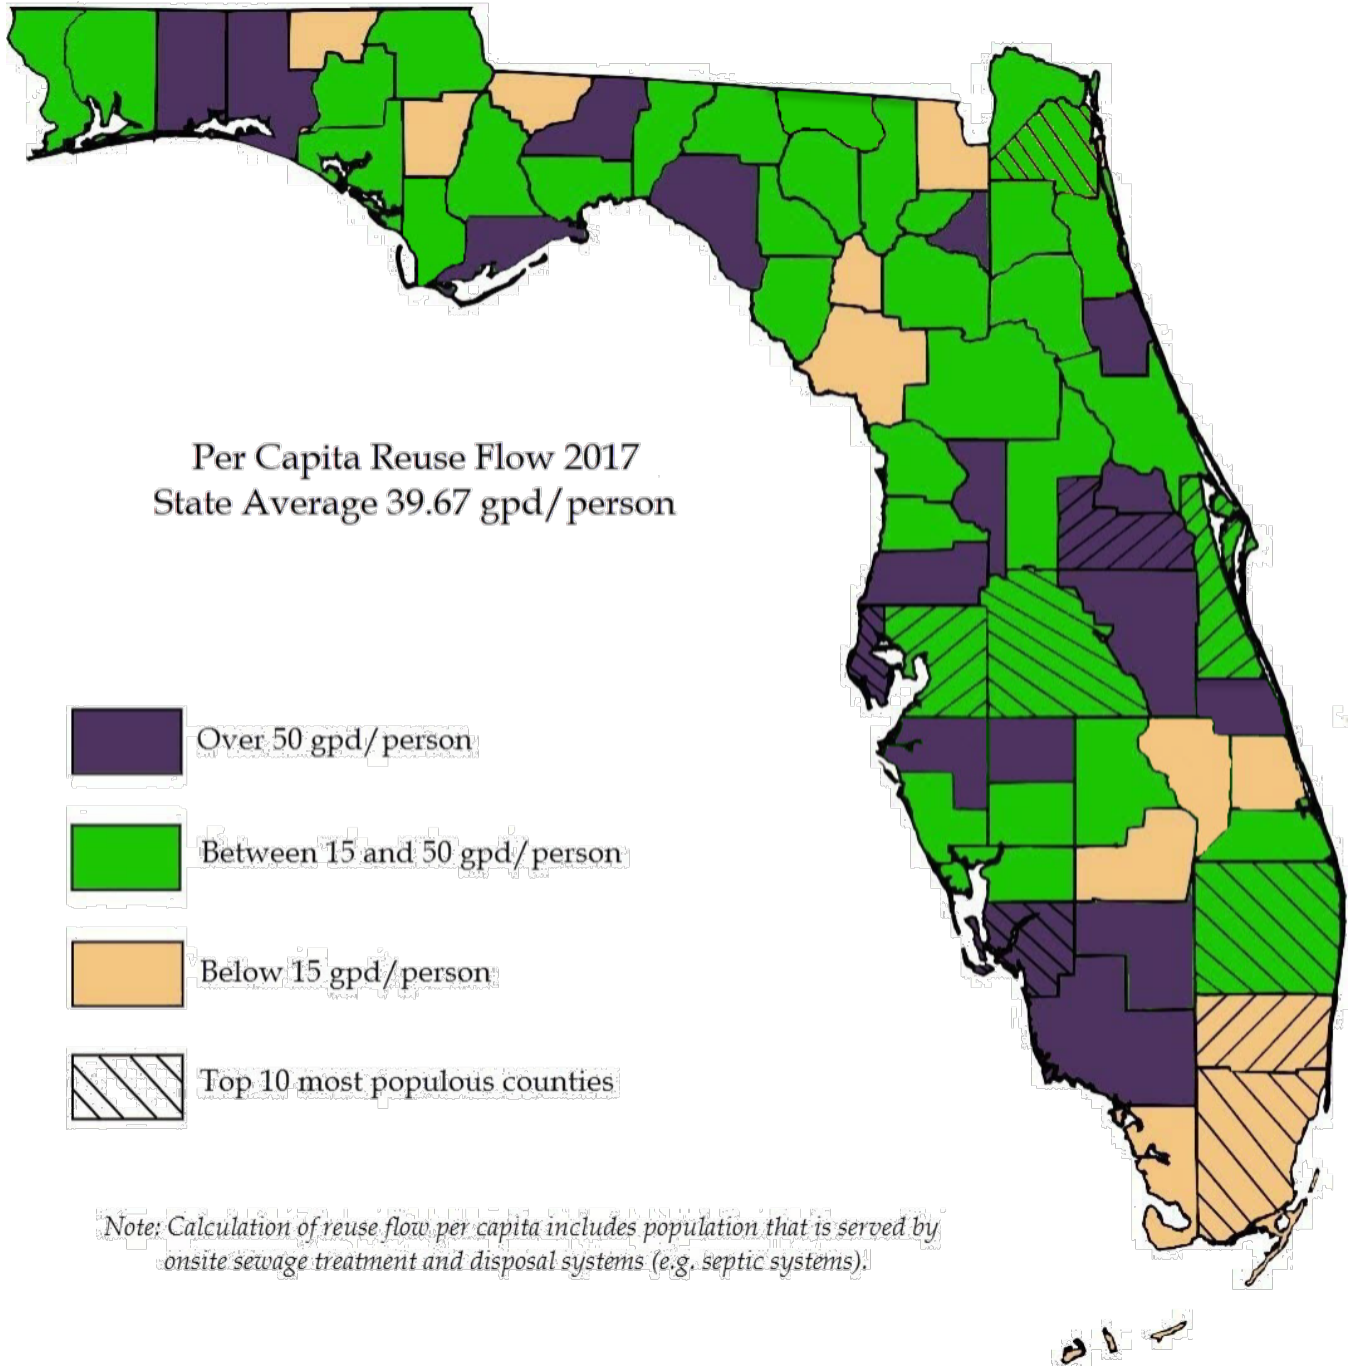 Per Capita Reuse Flow 2017
State Average 39.67 gpd/person
Over 50 gpd/person
Between 15 and 50 gpd/person
Below 15 gpd/person
Top 10 most populous counties
Note: Calculation of reuse flow per capita includes population that is served by
onsite sewage treatment and disposal systems (e.g. septic systems).